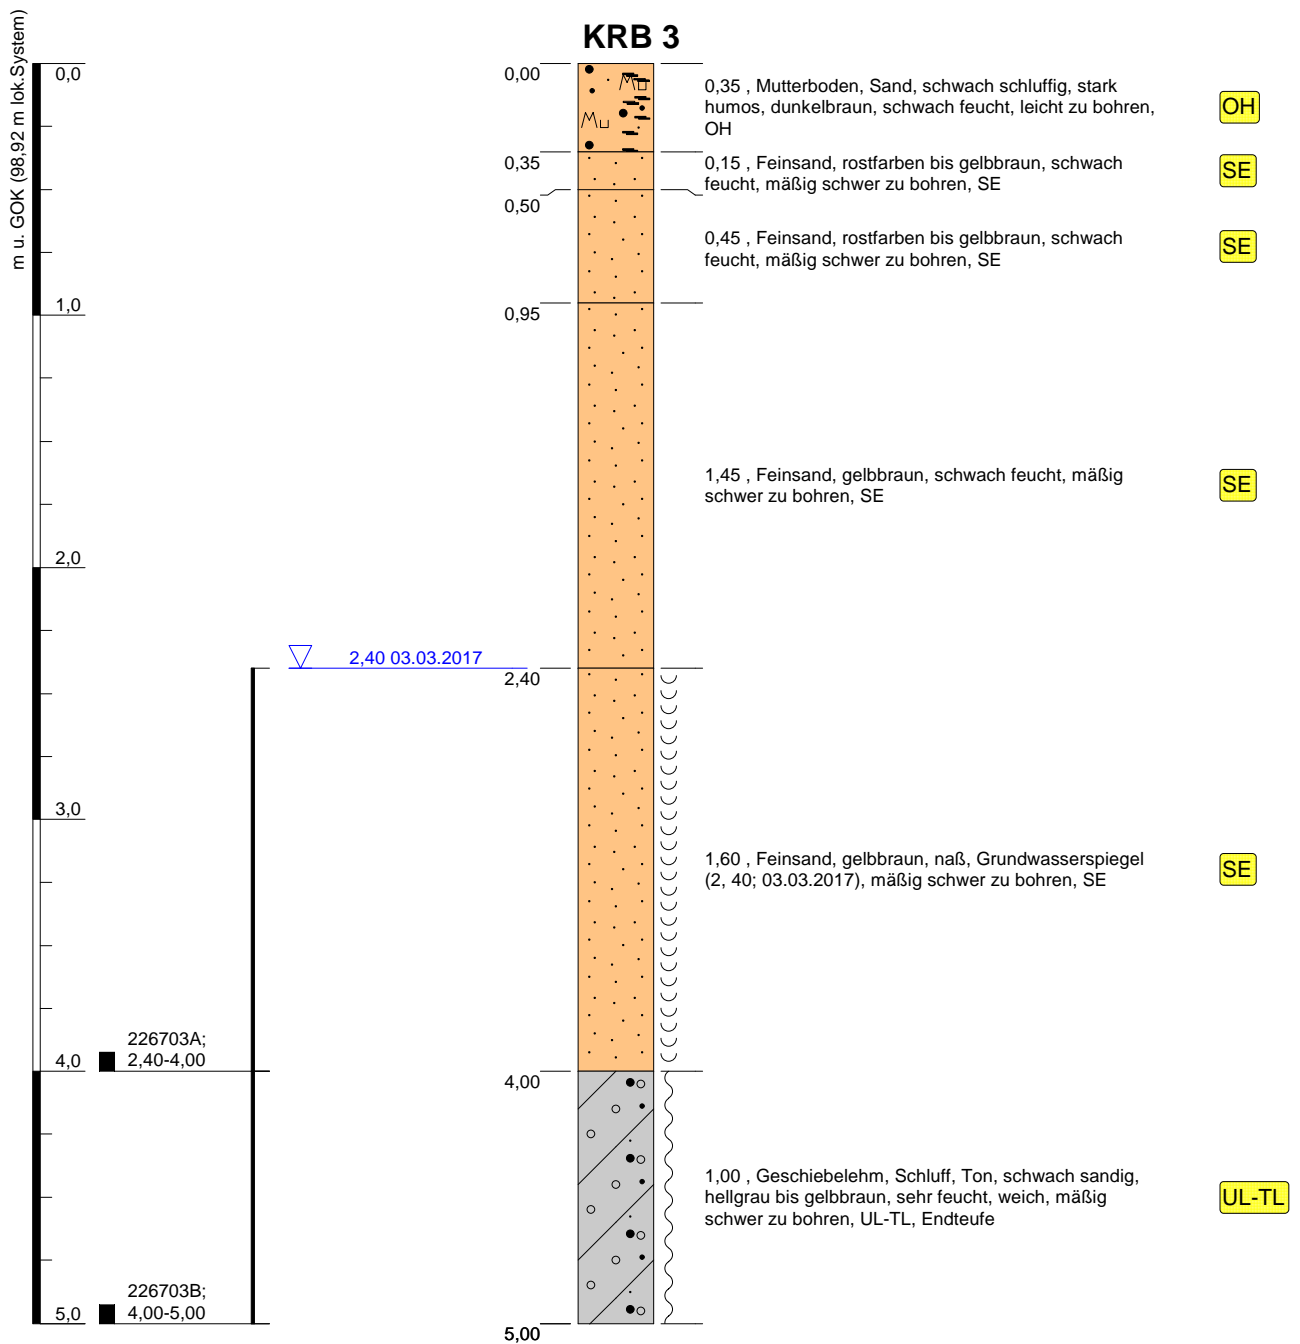 KRB 3
m u. GOK (98,92 m lok.System)
0,0
1,0
2,0
3,0
4,0
5,0
226703A;
2,40-4,00
226703B;
4,00-5,00
2,40 03.03.2017
0,00
0,35
0,50
0,95
2,40
4,00
5,00
Mu
Mu
0,35 , Mutterboden, Sand, schwach schluffig, stark
humos, dunkelbraun, schwach feucht, leicht zu bohren,
OH
OH
0,15 , Feinsand, rostfarben bis gelbbraun, schwach
feucht, mäßig schwer zu bohren, SE
SE
0,45 , Feinsand, rostfarben bis gelbbraun, schwach
feucht, mäßig schwer zu bohren, SE
SE
1,45 , Feinsand, gelbbraun, schwach feucht, mäßig
schwer zu bohren, SE
SE
1,60 , Feinsand, gelbbraun, naß, Grundwasserspiegel
(2, 40; 03.03.2017), mäßig schwer zu bohren, SE
SE
1,00 , Geschiebelehm, Schluff, Ton, schwach sandig,
hellgrau bis gelbbraun, sehr feucht, weich, mäßig
schwer zu bohren, UL-TL, Endteufe
UL-TL